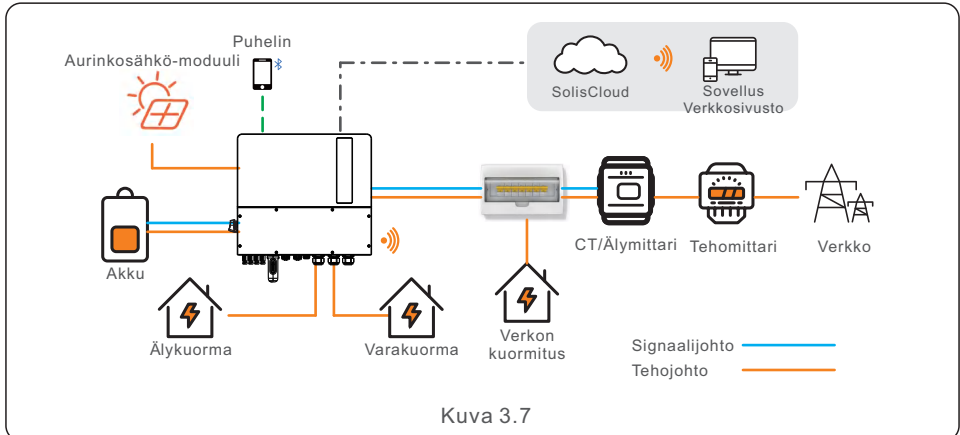 Puhelin
Aurinkosähkö-moduuli
SolisCloud
Sovellus
Verkkosivusto
Akku
CT/Älymittari
Tehomittari
Verkko
Älykuorma
Varakuorma
Verkon
kuormitus
Signaalijohto
Tehojohto
Kuva 3.7